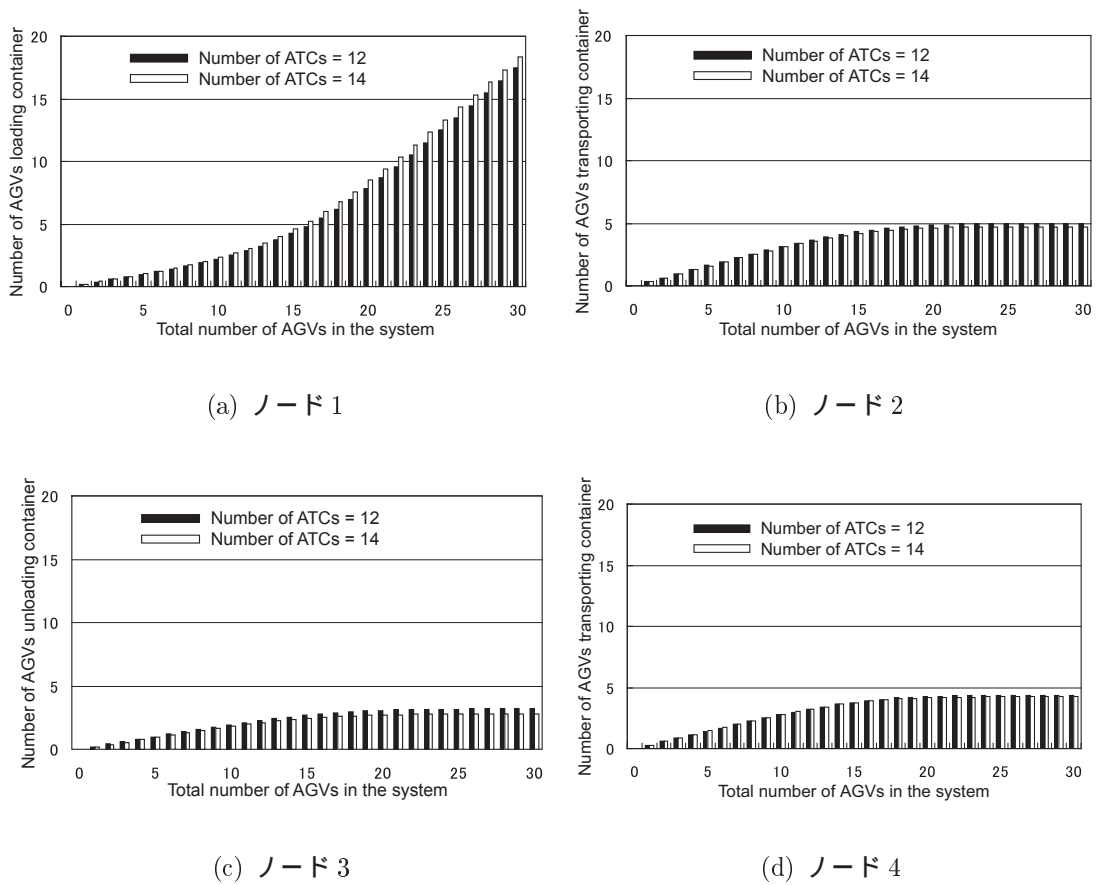 Number of AGVs loading container
20
15
10
5
0
Number of ATCs = 12
Number of ATCs = 14
0 5 10 15 20 25 30
Total number of AGVs in the system
(a) ノード 1
Number of AGVs transporting container
20
15
10
5
0
Number of ATCs = 12
Number of ATCs = 14
0 5 10 15 20 25 30
Total number of AGVs in the system
(b) ノード 2
Number of AGVs unloading container
20
15
10
5
0
Number of ATCs = 12
Number of ATCs = 14
0 5 10 15 20 25 30
Total number of AGVs in the system
(c) ノード 3
Number of AGVs transporting container
20
15
10
5
0
Number of ATCs = 12
Number of ATCs = 14
0 5 10 15 20 25 30
Total number of AGVs in the system
(d) ノード 4